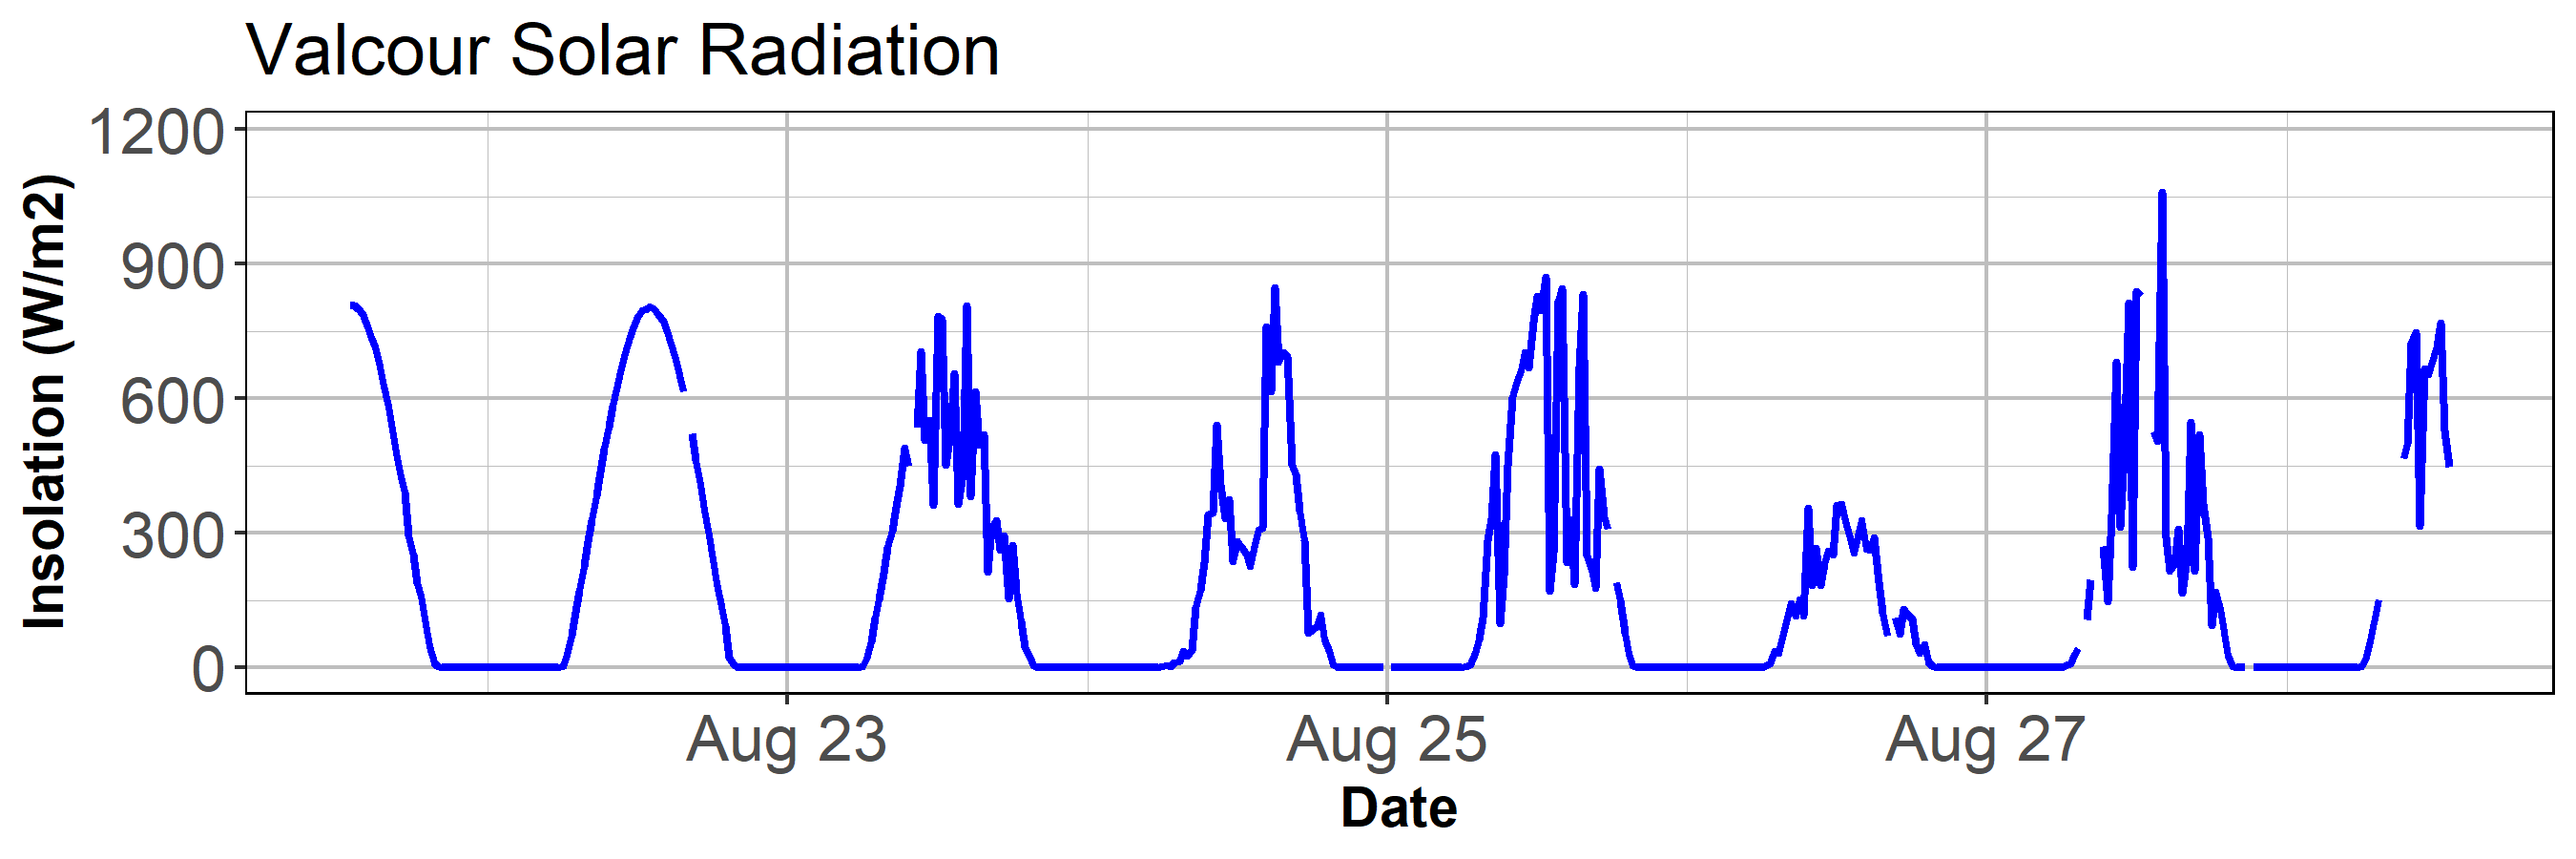 Valcour Solar Radiation
Insolation (W/m2)
1200
900
600
300
0
Aug 23
Aug 25
Aug 27
Date